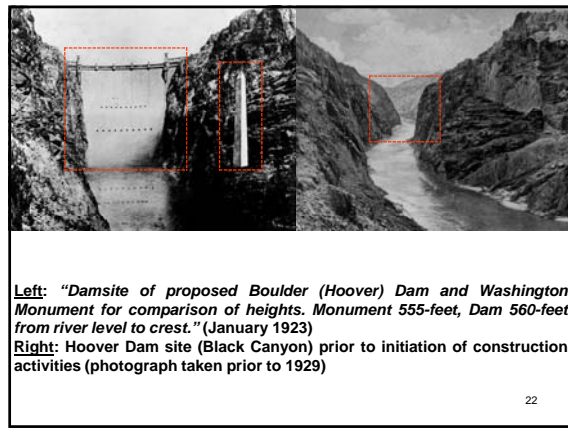 Left: “Damsite of proposed Boulder (Hoover) Dam and Washington
Monument for comparison of heights. Monument 555-feet, Dam 560-feet
from river level to crest.” (January 1923)
Right: Hoover Dam site (Black Canyon) prior to initiation of construction
activities (photograph taken prior to 1929)
22